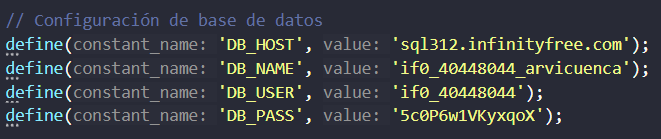 // Configuración de base de datos
define(constant_name: 'DB_HOST', value: 'sql312.infinityfree.com');
define(constant_name: 'DB_NAME', value: 'if0_40448044_arvicuenca');
define(constant_name: 'DB_USER', value: 'if0_40448044');
define(constant_name: 'DB_PASS', value: '5c0P6w1VKyxqoX');